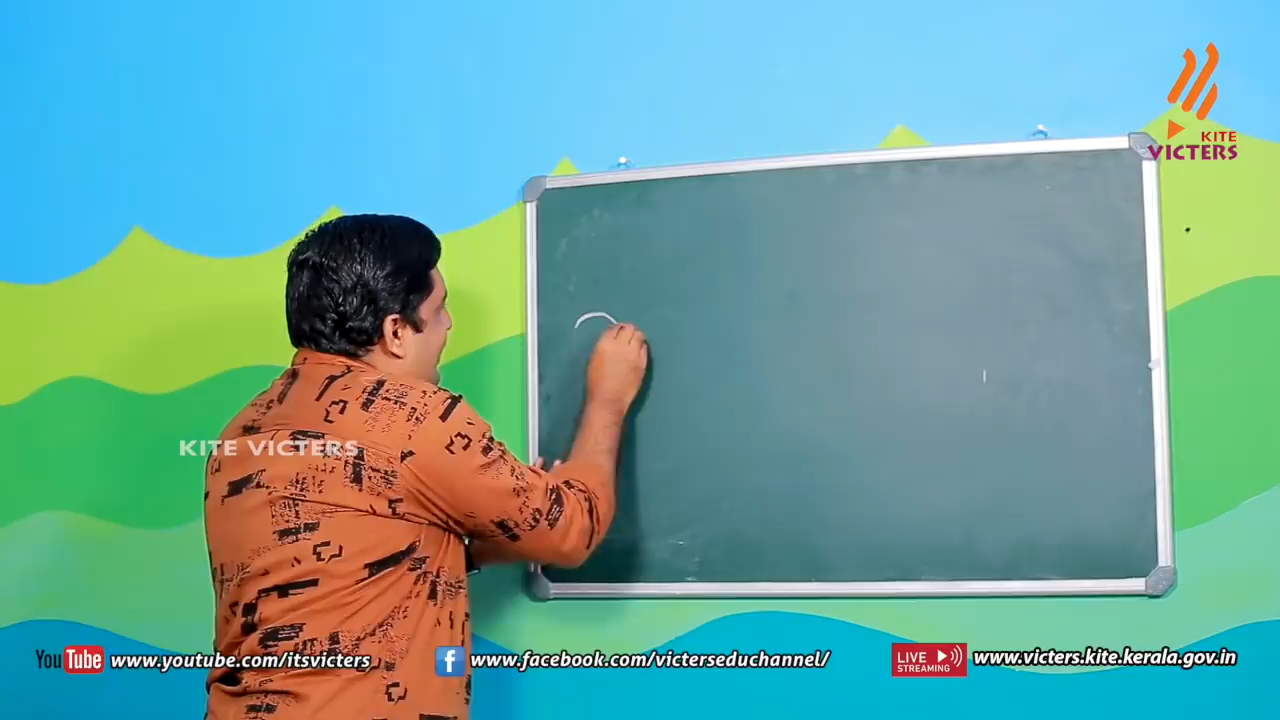 KITE
VICTERS
KITE VICTERS
YouTube www.youtube.com/itsvicters
f www.facebook.com/victerseduchannel/
LIVE
STREAMING
www.victers.kite.kerala.gov.in